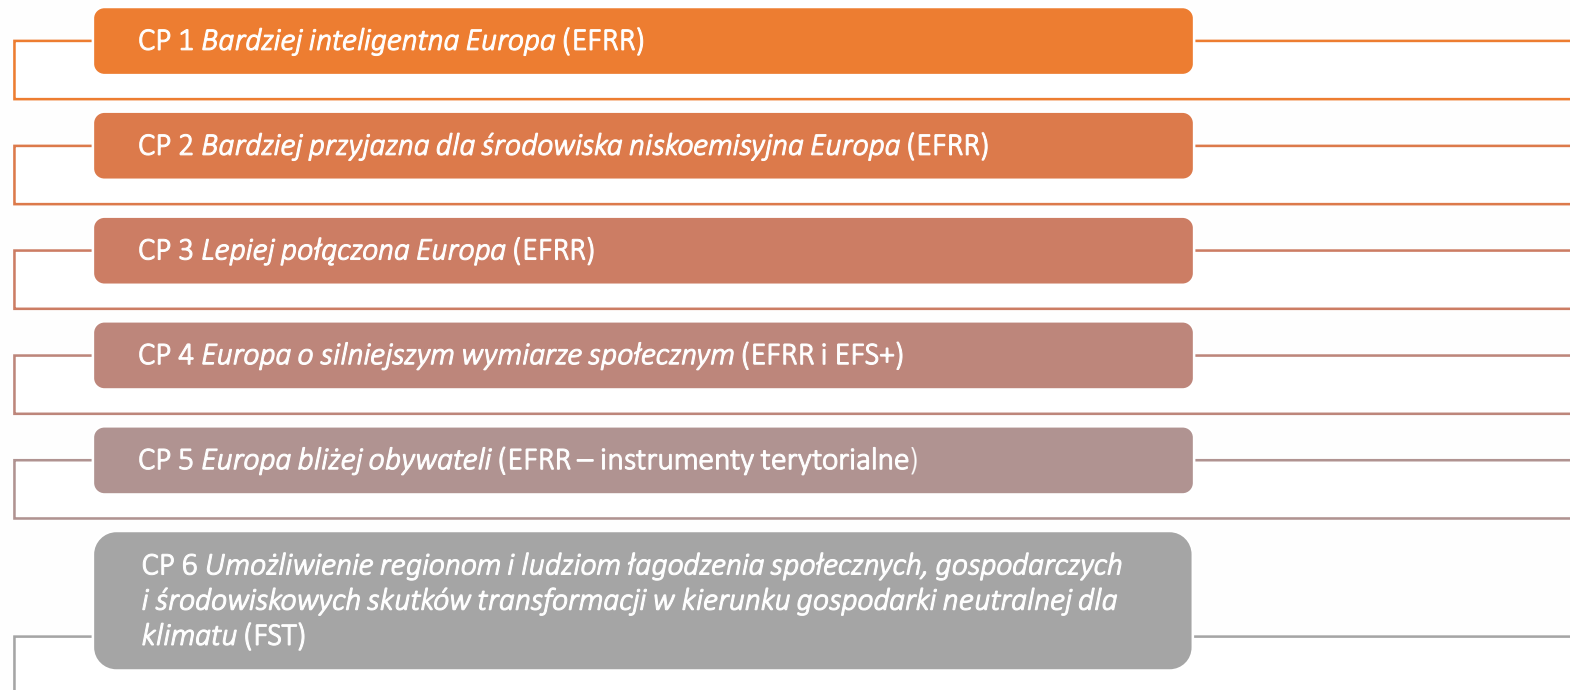 CP 1 Bardziej inteligentna Europa (EFRR)
CP 2 Bardziej przyjazna dla środowiska niskoemisyjna Europa (EFRR)
CP 3 Lepiej połączona Europa (EFRR)
CP 4 Europa o silniejszym wymiarze społecznym (EFRR i EFS+)
CP 5 Europa bliżej obywateli (EFRR – instrumenty terytorialne)
CP 6 Umożliwienie regionom i ludziom łagodzenia społecznych, gospodarczych
i środowiskowych skutków transformacji w kierunku gospodarki neutralnej dla
klimatu (FST)